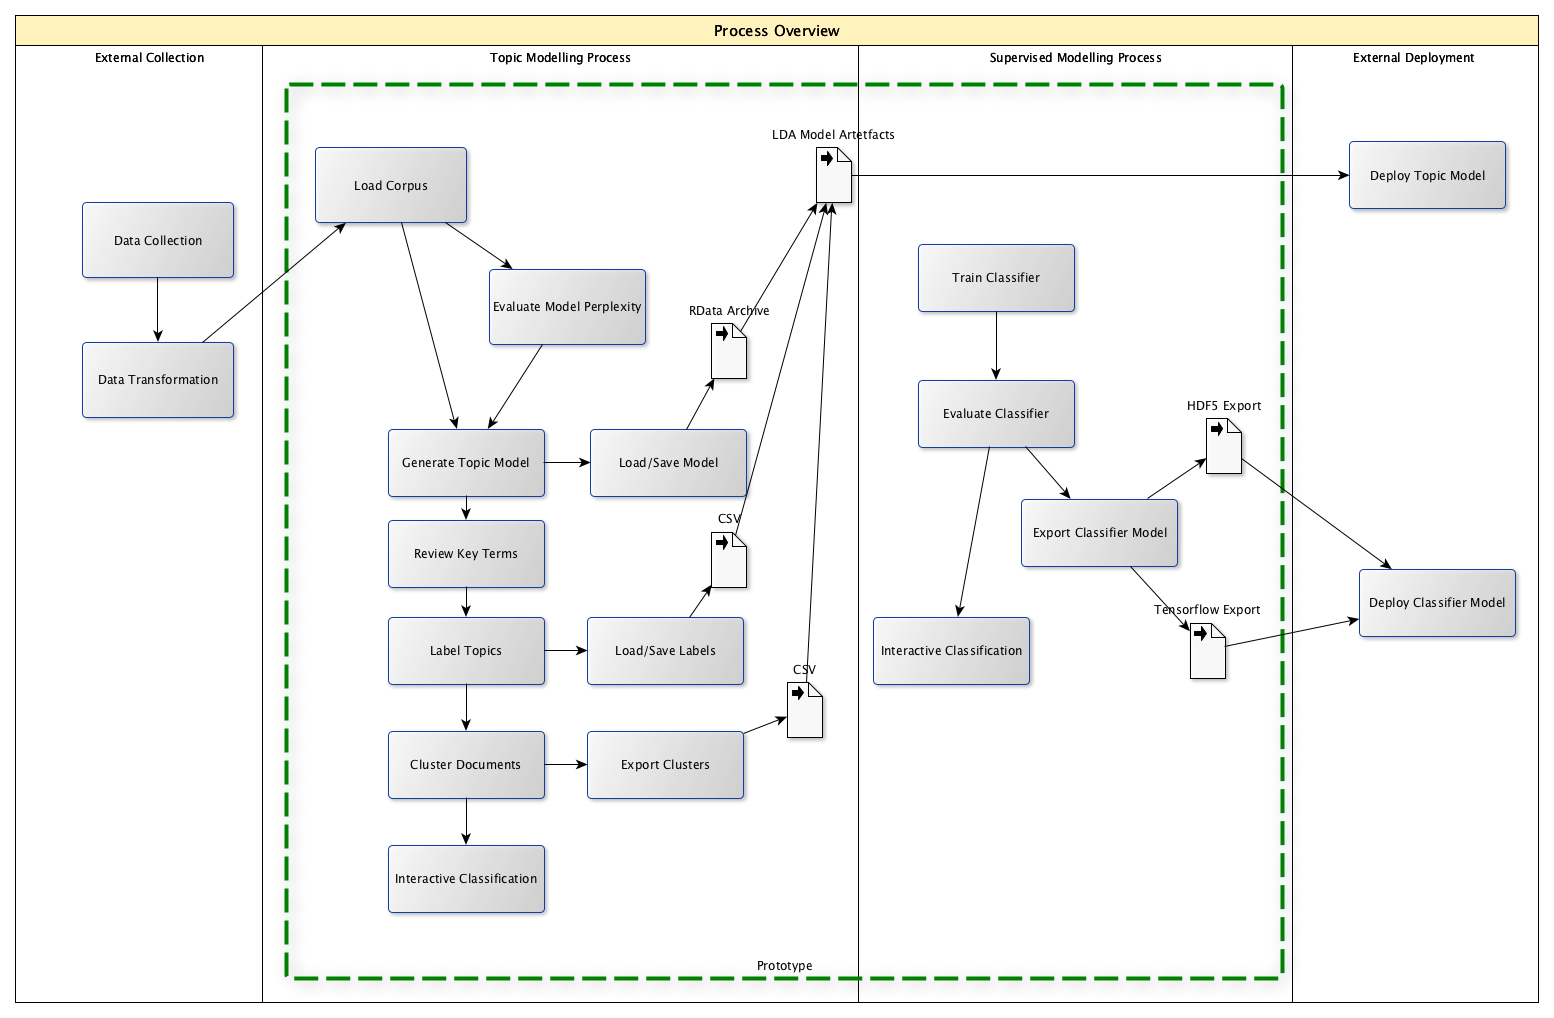 Process Overview
External Collection
Topic Modelling Process
Supervised Modelling Process
External Deployment
Data Collection
Data Transformation
Load Corpus
Evaluate Model Perplexity
Generate Topic Model
Load/Save Model
RData Archive
LDA Model Artetfacts
Review Key Terms
Label Topics
Load/Save Labels
CSV
Cluster Documents
Export Clusters
CSV
Interactive Classification
Prototype
Train Classifier
Evaluate Classifier
Export Classifier Model
HDF5 Export
Tensorflow Export
Interactive Classification
Deploy Topic Model
Deploy Classifier Model